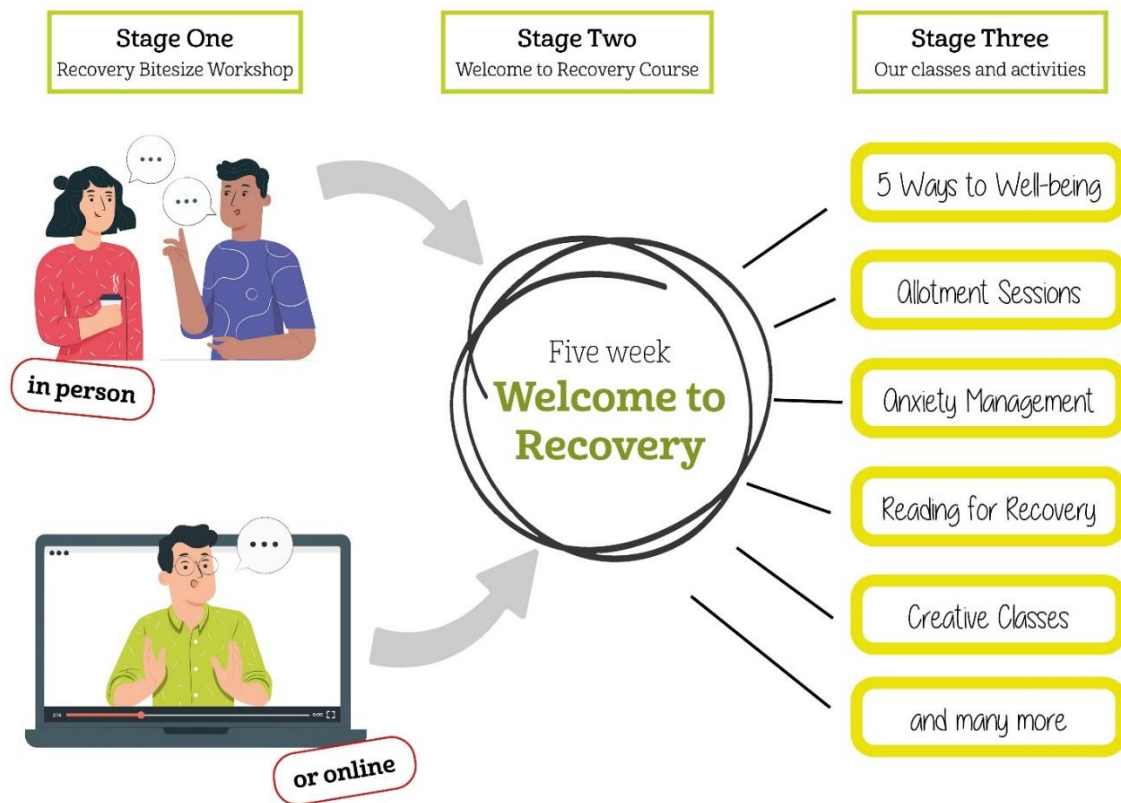 Stage One
Recovery Bitesize Workshop
Stage Two
Welcome to Recovery Course
Stage Three
Our classes and activities
in person
or online
Five week
Welcome to
Recovery
5 Ways to Well-being
Allotment Sessions
Anxiety Management
Reading for Recovery
Creative Classes
and many more